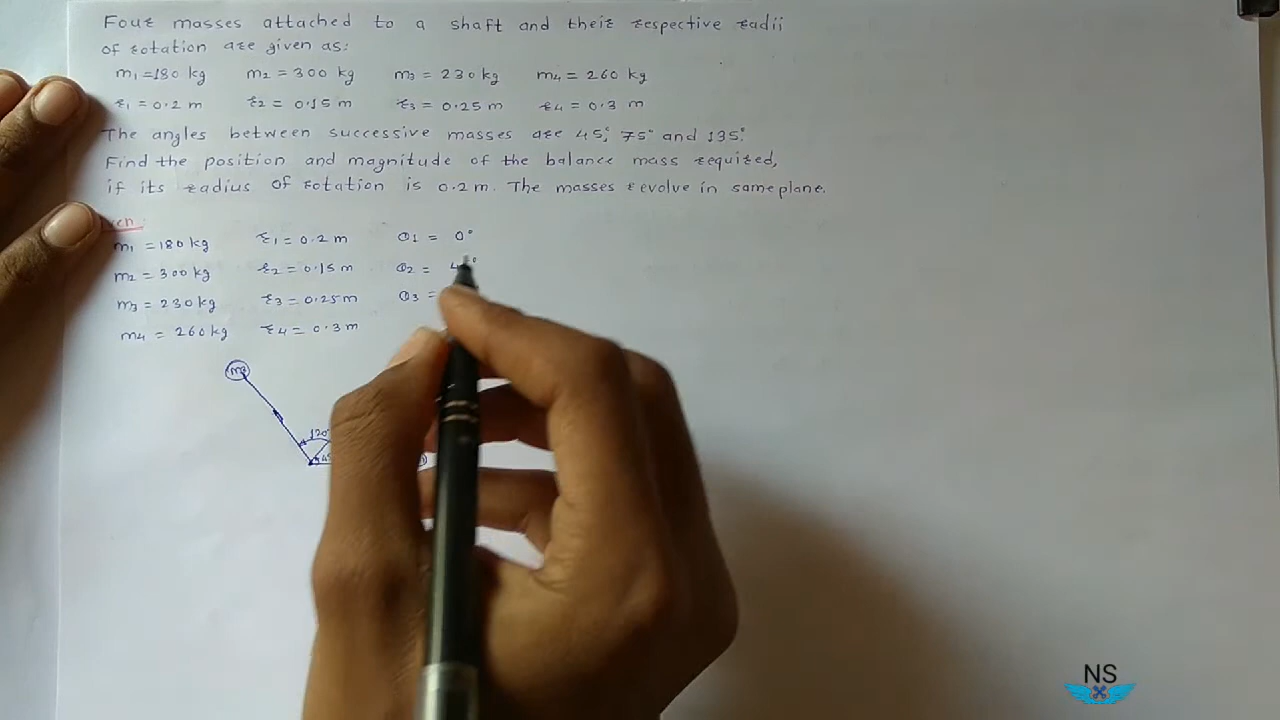 Four masses attached to a shaft and their respective radii
of rotation are given as:
m1 = 180 kg m2 = 300 kg m3 = 230 kg m4 = 260 kg
r1 = 0.2 m r2 = 0.15 m r3 = 0.25 m r4 = 0.3 m
The angles between successive masses are 45°, 75° and 135°.
Find the position and magnitude of the balance mass required,
if its radius of rotation is 0.2 m. The masses revolve in same plane.
m1 = 180 kg r1 = 0.2 m θ1 = 0°
m2 = 300 kg r2 = 0.15 m θ2 =
m3 = 230 kg r3 = 0.25 m θ3 =
m4 = 260 kg r4 = 0.3 m
120°
NS